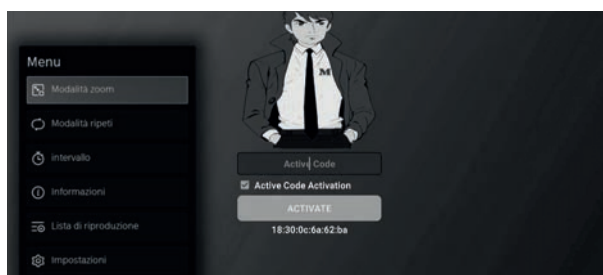 Menu
Modalità zoom
Modalità ripeti
intervallo
Informazioni
Lista di riproduzione
Impostazioni
M
Active Code
Active Code Activation
ACTIVATE
18:30:0c:6a:62:ba